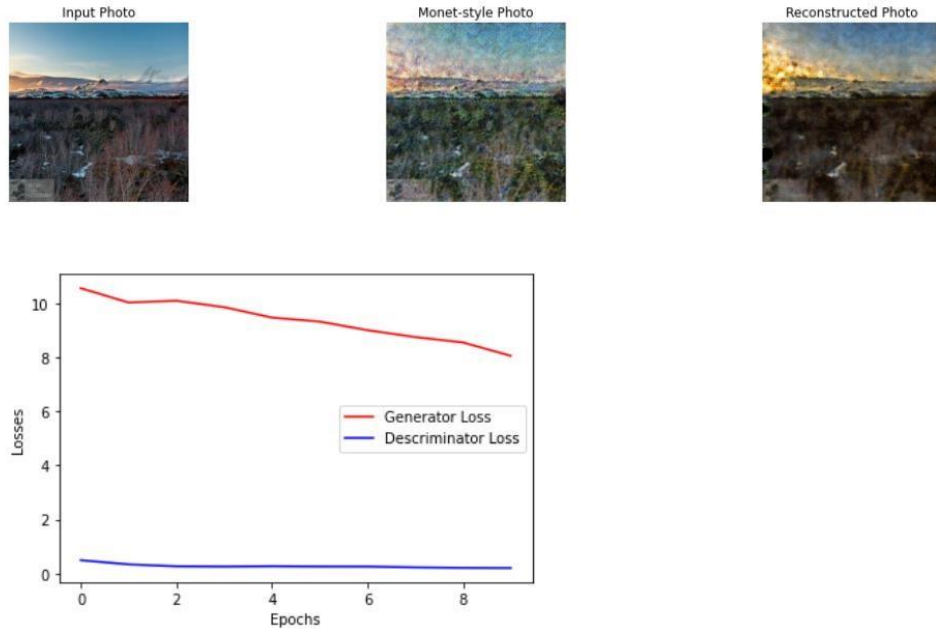 Input Photo
Monet-style Photo
Reconstructed Photo
10
8
6
4
2
0
Losses
Generator Loss
Descriminator Loss
0
2
4
6
8
Epochs